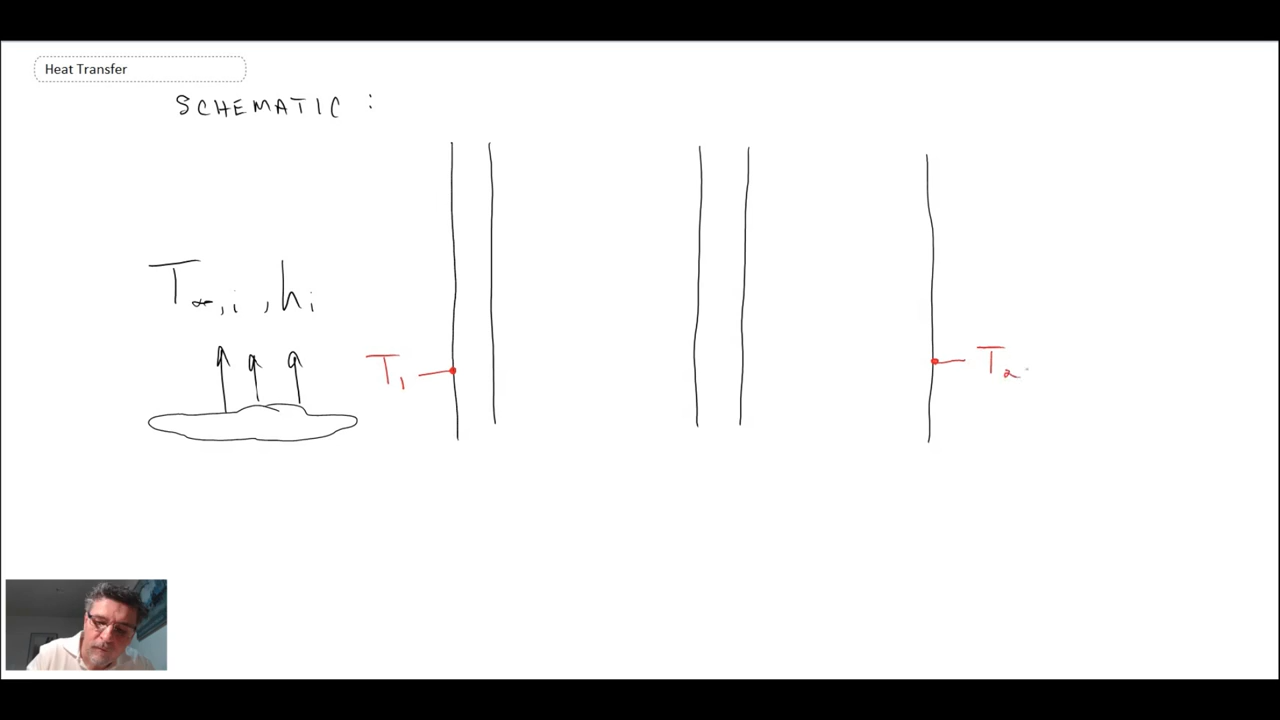 Heat Transfer
SCHEMATIC :
T∞,i , hi
T1
T2